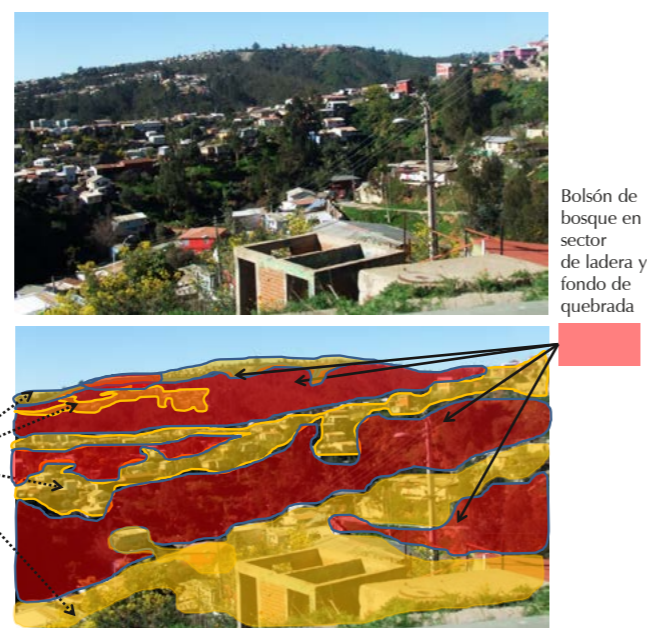 Bolsón de
bosque en
sector
de ladera y
fondo de
quebrada